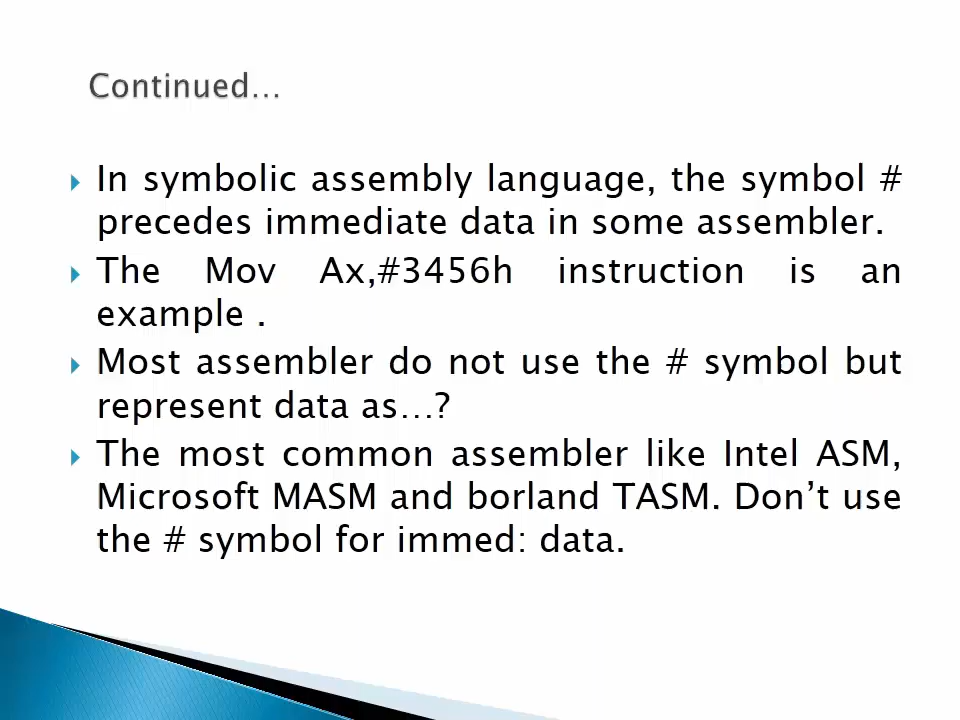 Continued…
In symbolic assembly language, the symbol #
precedes immediate data in some assembler.
The Mov Ax,#3456h instruction is an
example .
Most assembler do not use the # symbol but
represent data as…?
The most common assembler like Intel ASM,
Microsoft MASM and borland TASM. Don’t use
the # symbol for immed: data.